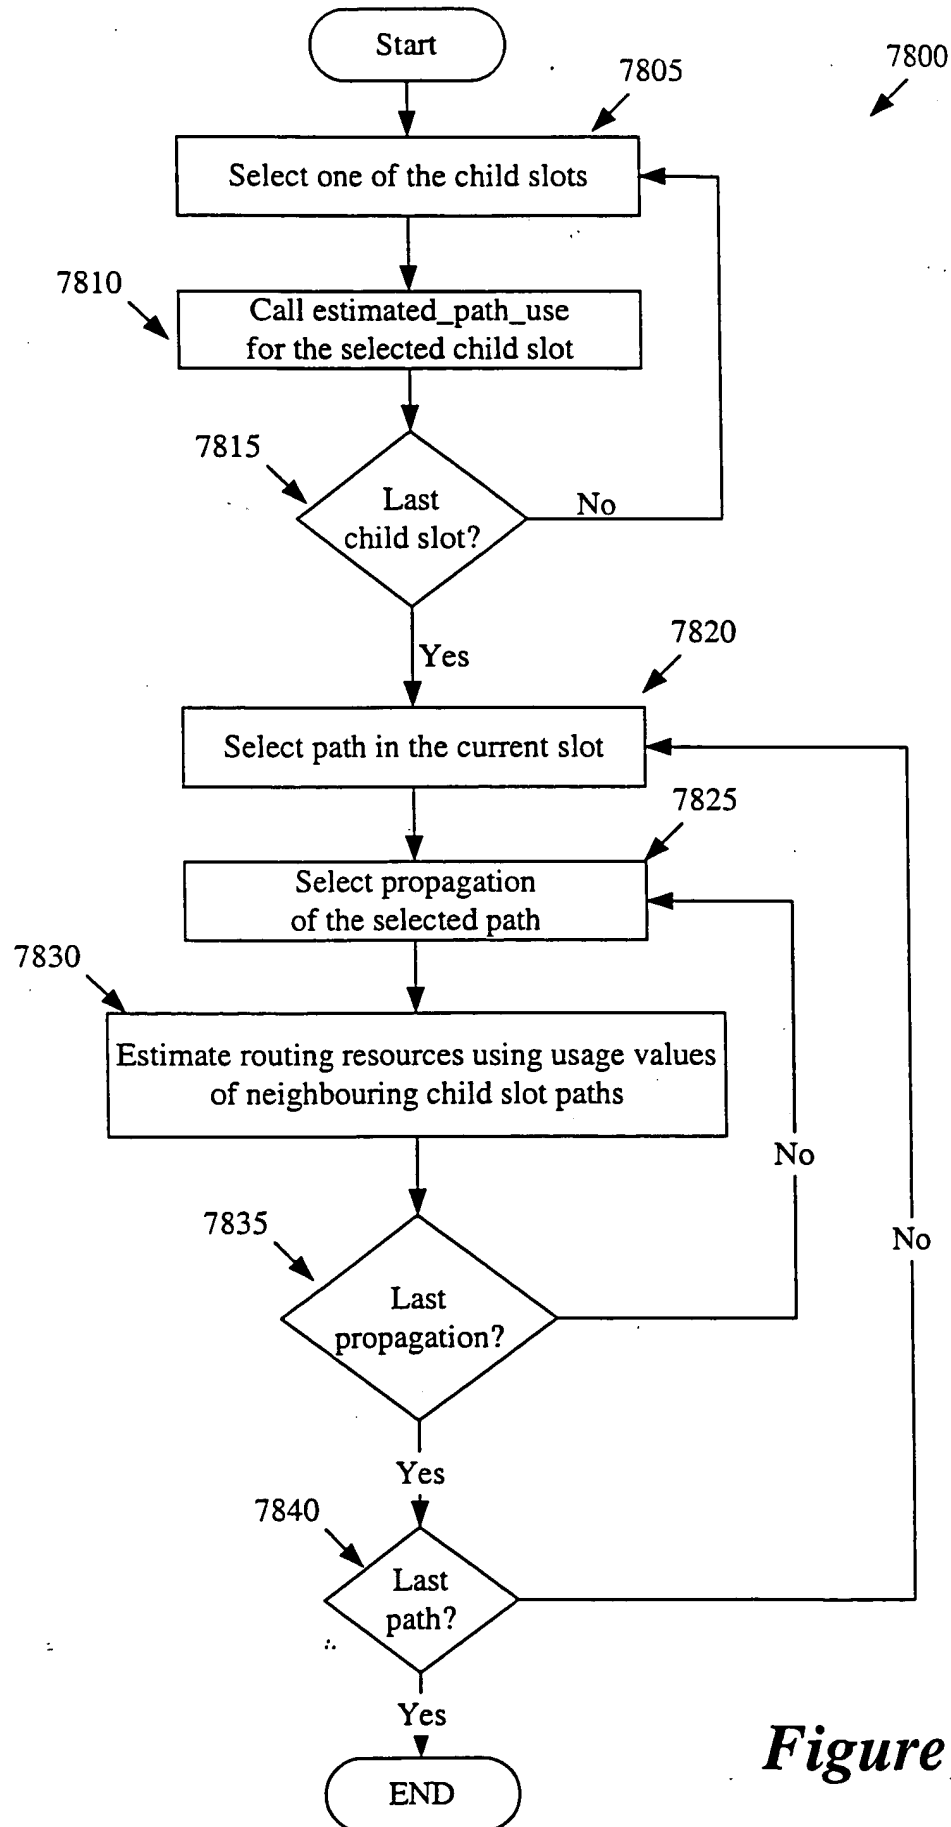 Start
7805
7800
Select one of the child slots
7810
Call estimated_path_use
for the selected child slot
7815
Last
child slot?
No
Yes
7820
Select path in the current slot
7825
Select propagation
of the selected path
7830
Estimate routing resources using usage values
of neighbouring child slot paths
No
7835
No
Last
propagation?
Yes
7840
Last
path?
Yes
Figure
END